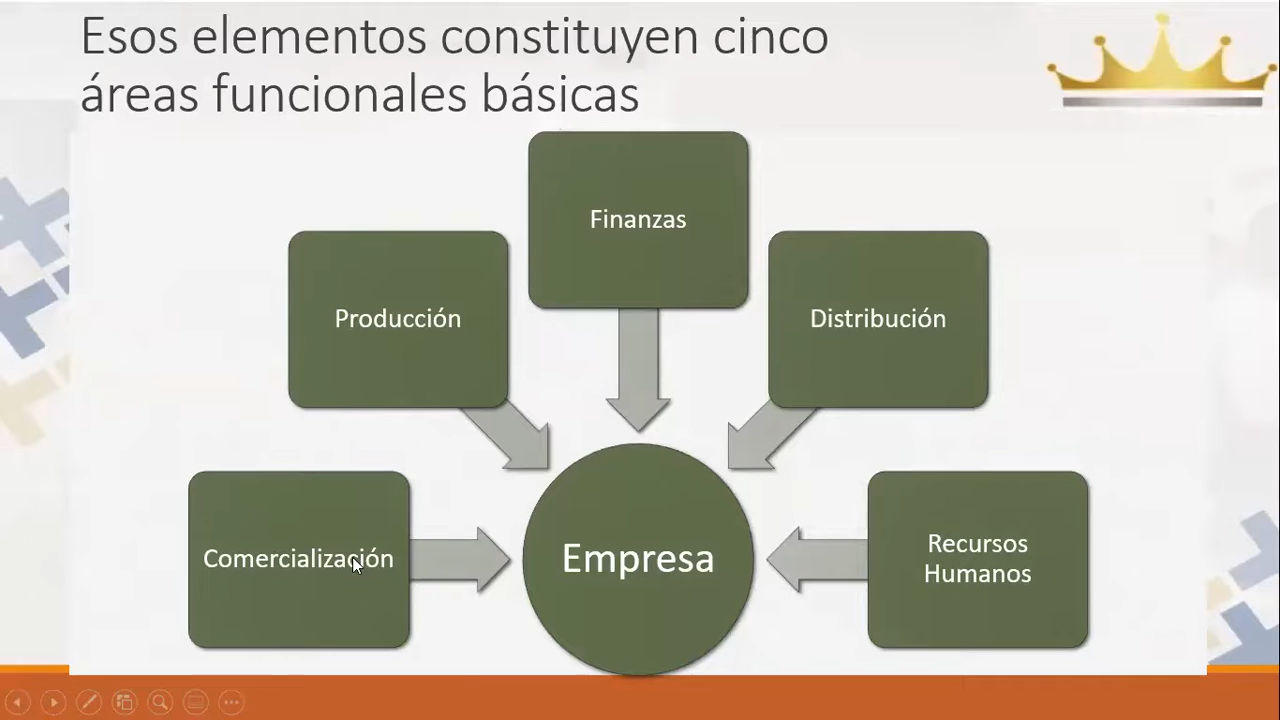 Esos elementos constituyen cinco
áreas funcionales básicas
Finanzas
Producción
Distribución
Comercialización
Empresa
Recursos
Humanos